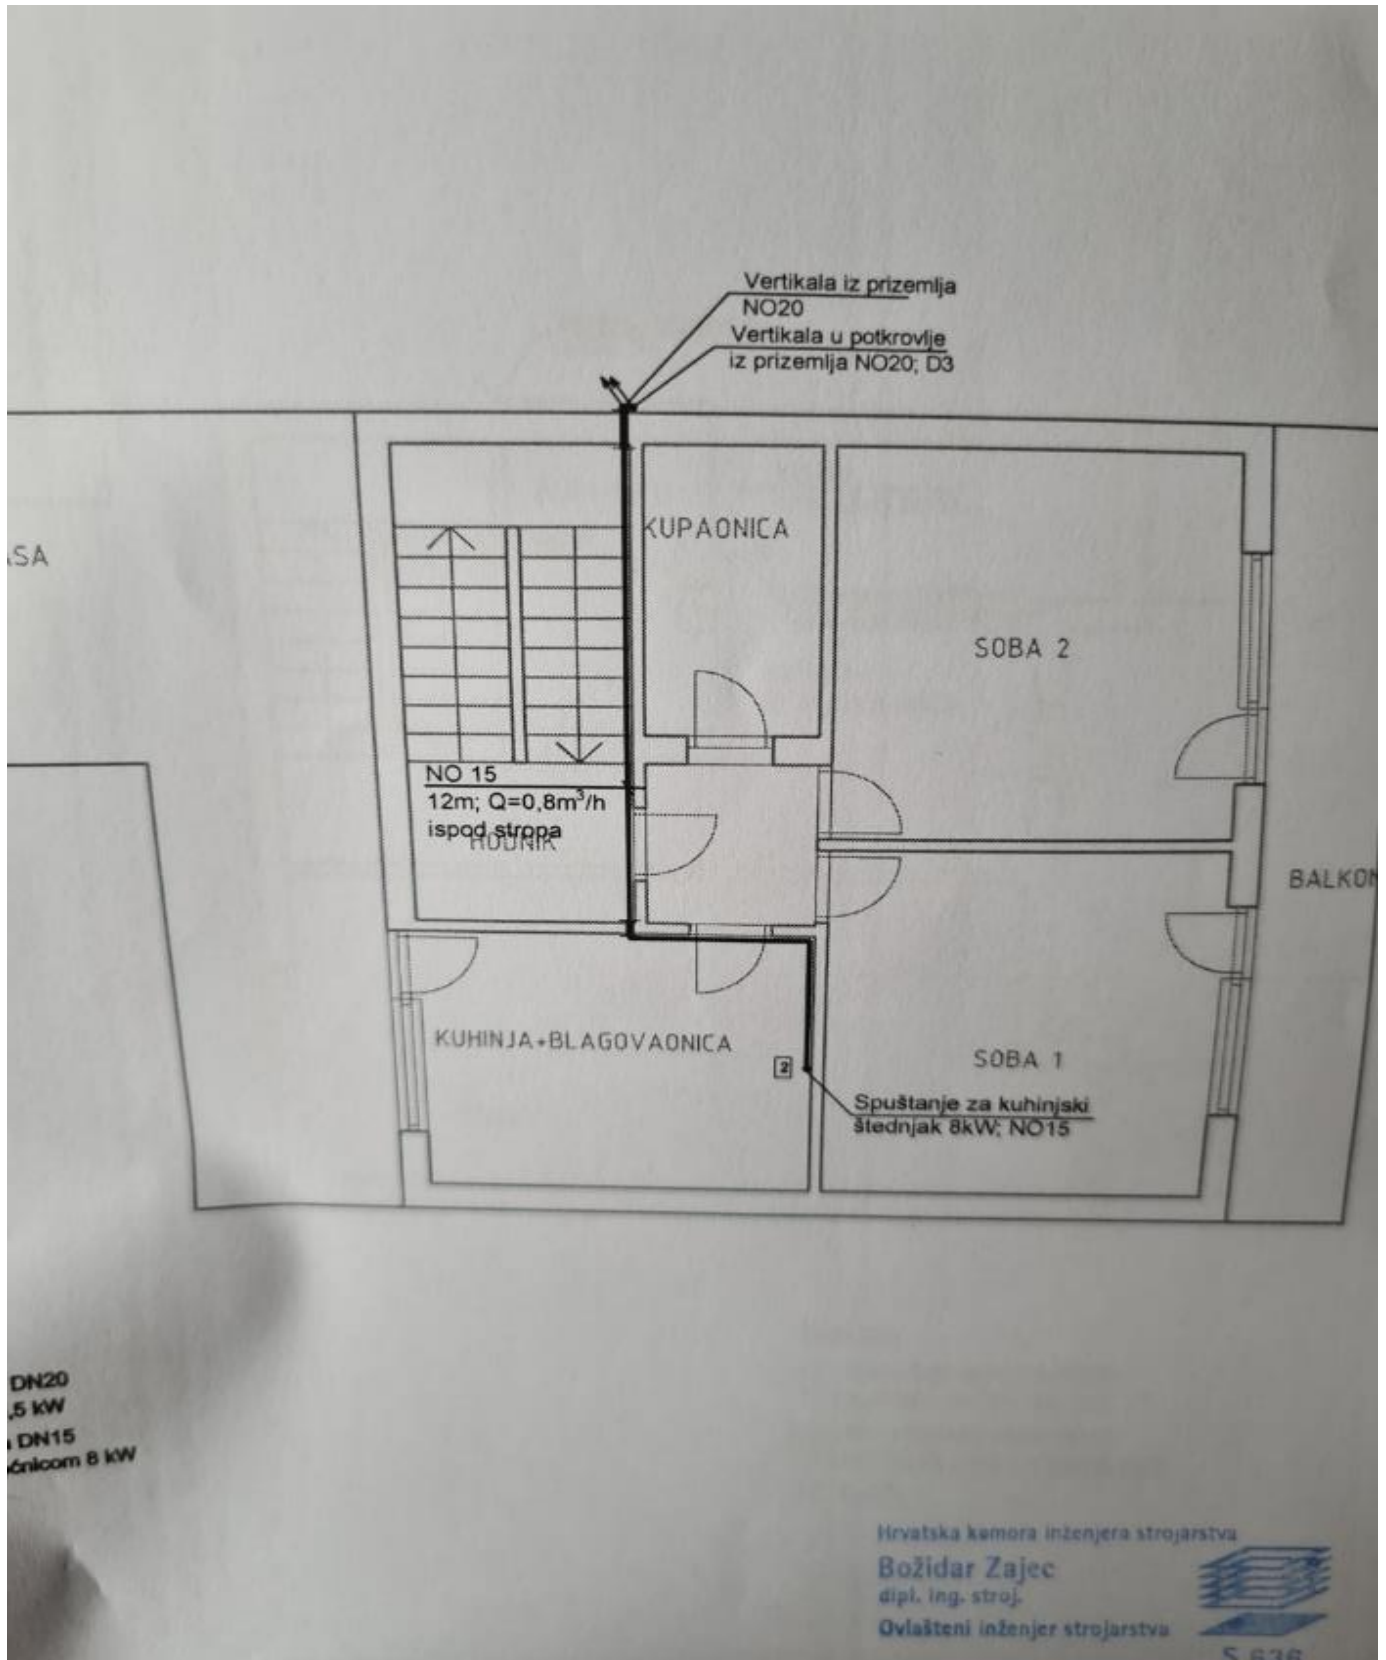 Vertikala iz prizemlja
NO20
Vertikala u potkrovlje
iz prizemlja NO20; D3
KUPAONICA
SOBA 2
NO 15
12m; Q=0,8m³/h
ispod stropa
HODNIK
BALKON
KUHINJA+BLAGOVAONICA
2
SOBA 1
Spuštanje za kuhinjski
štednjak 8kW; NO15
DN20
,5 kW
DN15
8 kW
Hrvatska komora inženjera strojarstva
Božidar Zajec
dipl. ing. stroj.
Ovlašteni inženjer strojarstva